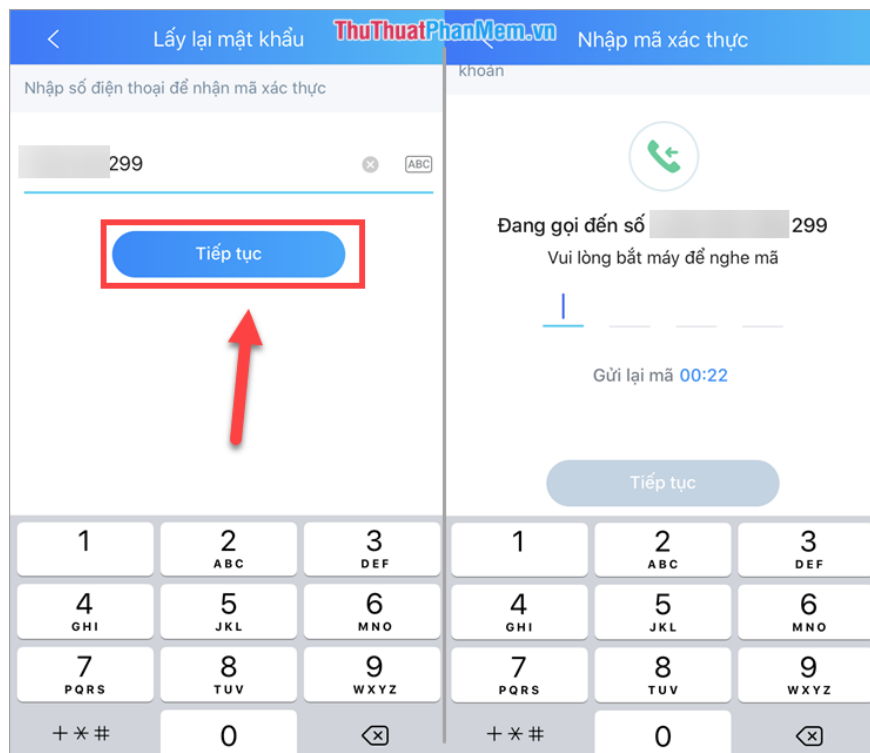 Lấy lại mật khẩu
ThuThuatPhanMem.vn
Nhập số điện thoại để nhận mã xác thực
299
ABC
Tiếp tục
1
2
3
ABC
DEF
4
5
6
GHI
JKL
MNO
7
8
9
PQRS
TUV
WXYZ
+*#
0
Nhập mã xác thực
khoản
Đang gọi đến số 299
Vui lòng bắt máy để nghe mã
Gửi lại mã 00:22
Tiếp tục
1
2
3
ABC
DEF
4
5
6
GHI
JKL
MNO
7
8
9
PQRS
TUV
WXYZ
+*#
0